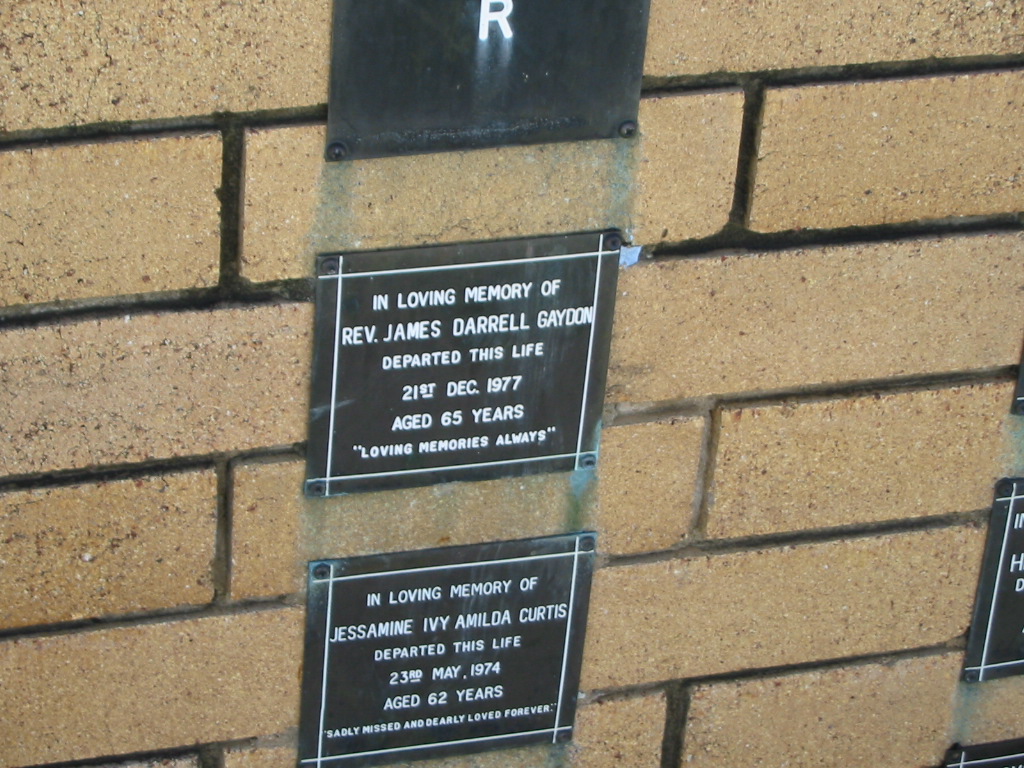 R
IN LOVING MEMORY OF
REV. JAMES DARRELL GAYDON
DEPARTED THIS LIFE
21ST DEC. 1977
AGED 65 YEARS
"LOVING MEMORIES ALWAYS"
IN LOVING MEMORY OF
JESSAMINE IVY AMILDA CURTIS
DEPARTED THIS LIFE
23RD MAY, 1974
AGED 62 YEARS
"SADLY MISSED AND DEARLY LOVED FOREVER."